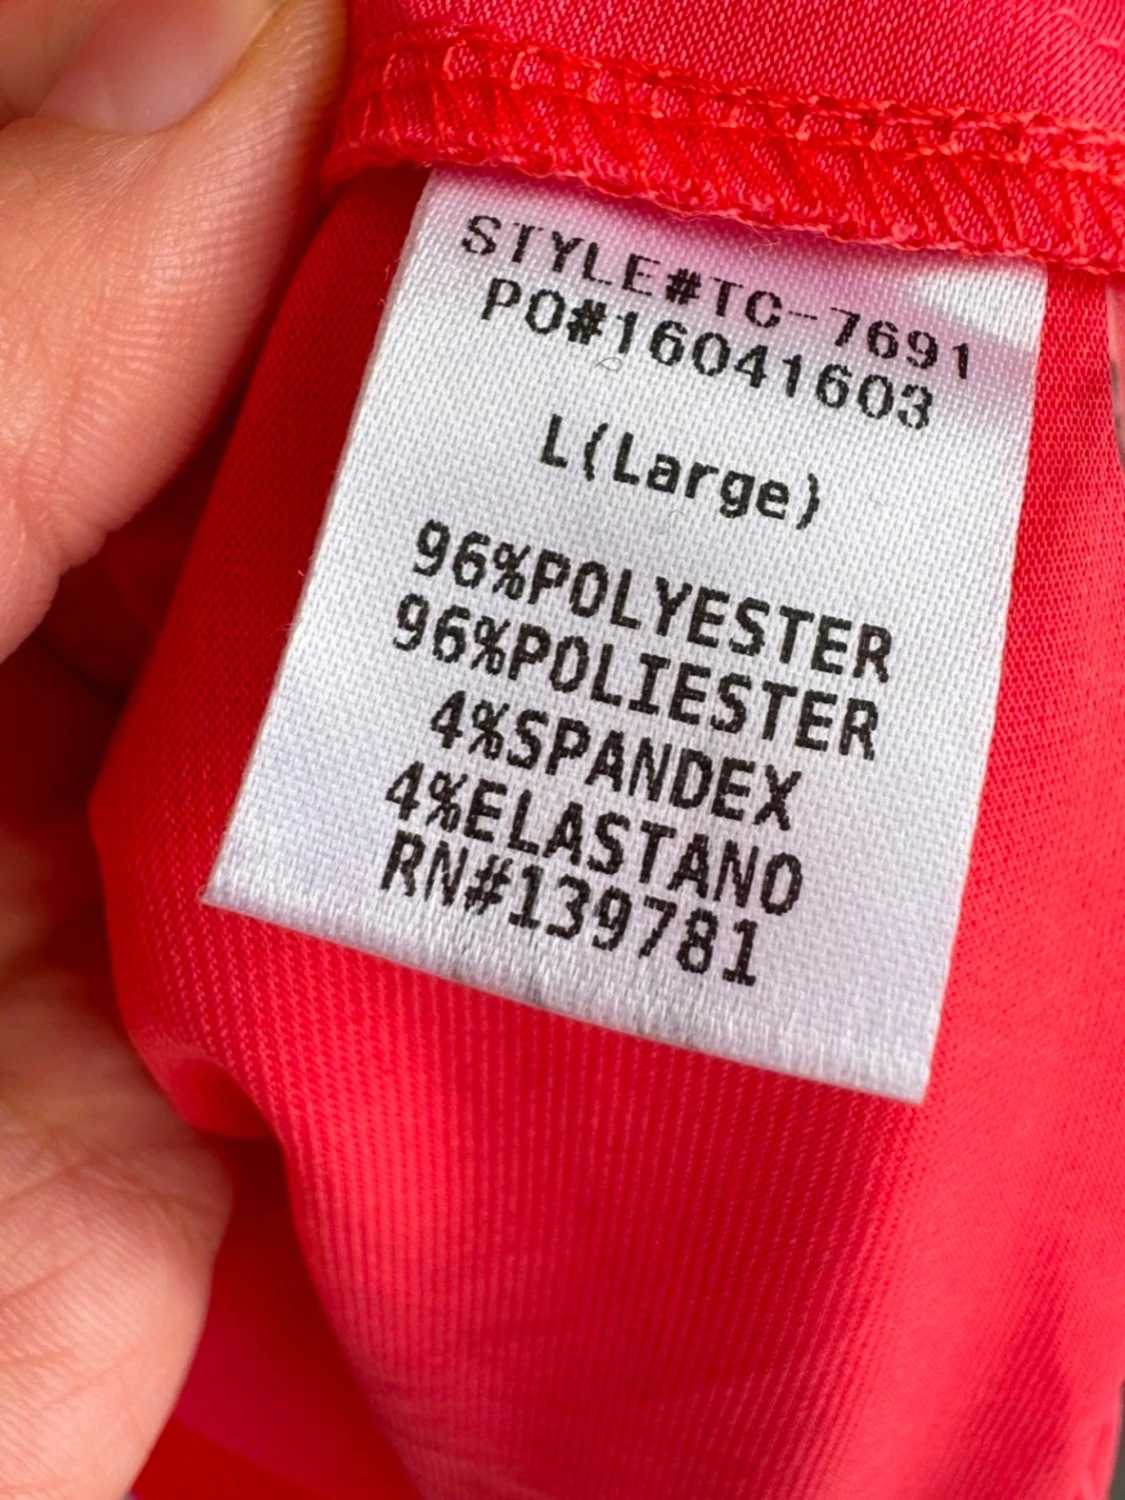 STYLE#TC-7691
PO#16041603
L(Large)
96%POLYESTER
96%POLIESTER
4%SPANDEX
4%ELASTANO
RN#139781